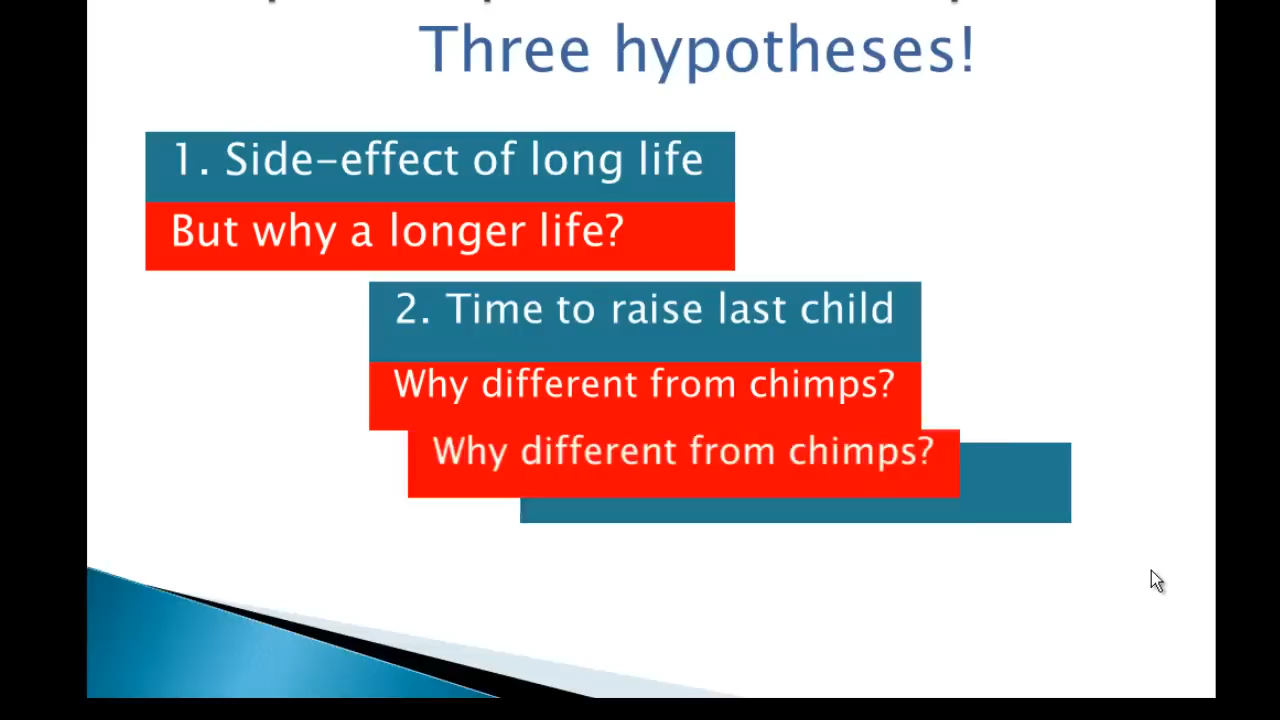 Three hypotheses!
1. Side-effect of long life
But why a longer life?
2. Time to raise last child
Why different from chimps?
Why different from chimps?